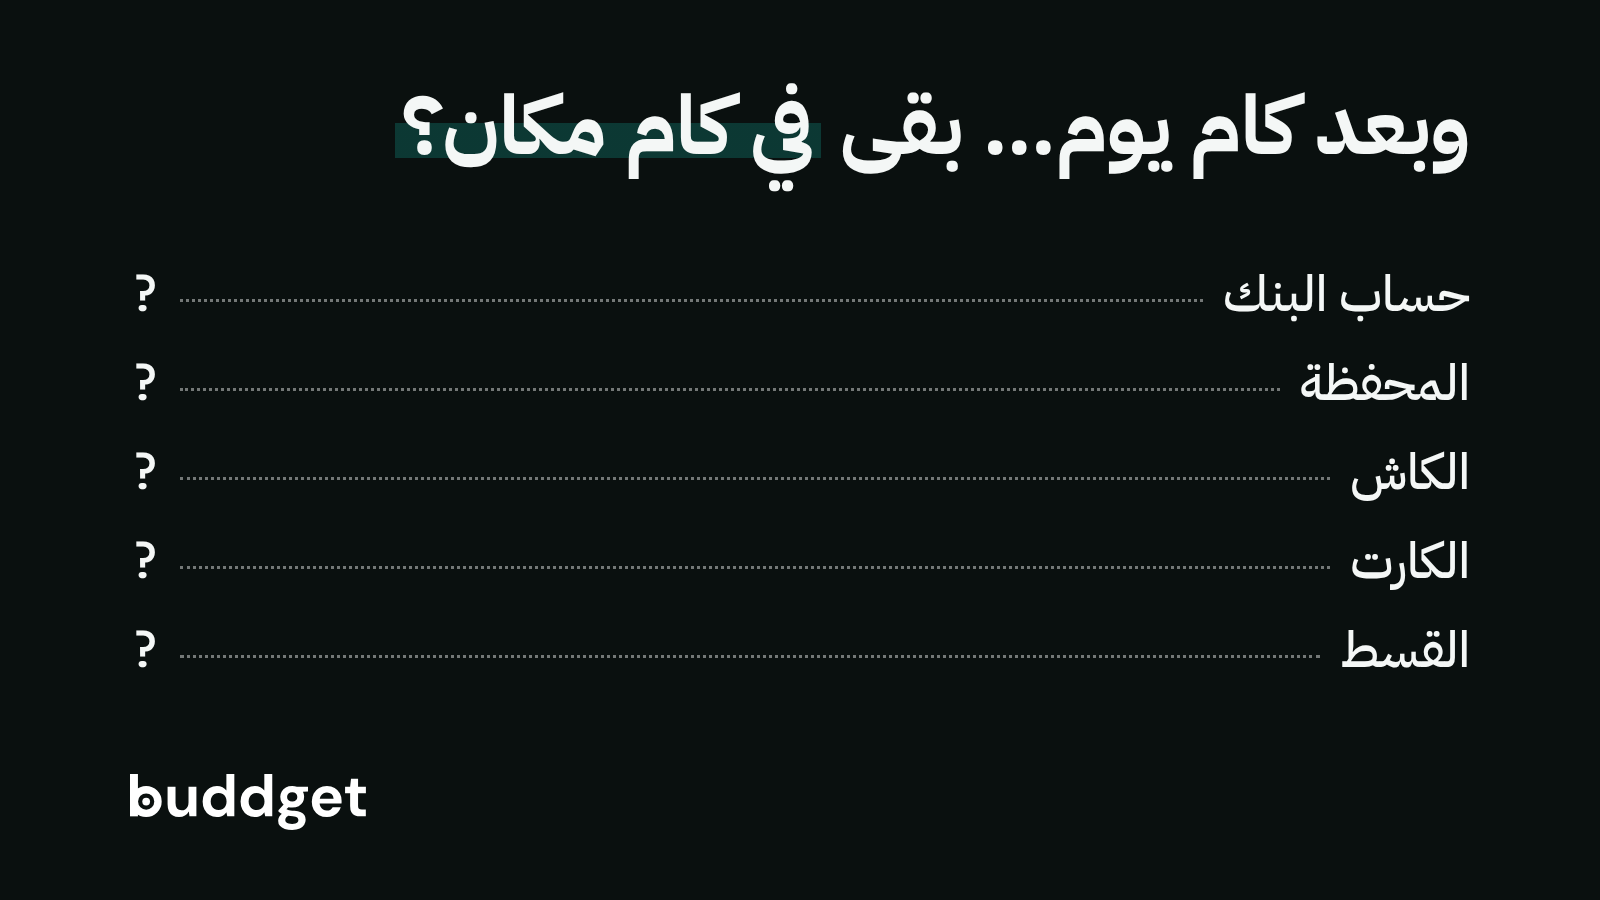 وبعد كام يوم... بقى في كام مكان؟
حساب البنك ?
المحفظة ?
الكاش ?
الكارت ?
القسط ?
buddget